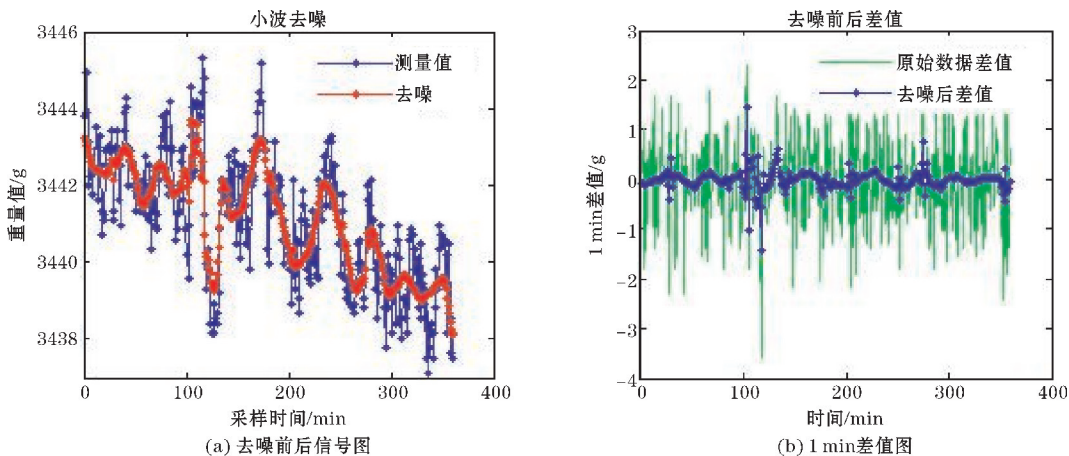 小波去噪
3446
3444
3442
3440
3438
重量值/g
测量值
去噪
0
100
200
300
400
采样时间/min
(a) 去噪前后信号图
去噪前后差值
3
2
1
0
-1
-2
-3
-4
1 min差值/g
原始数据差值
去噪后差值
0
100
200
300
400
时间/min
(b) 1 min差值图